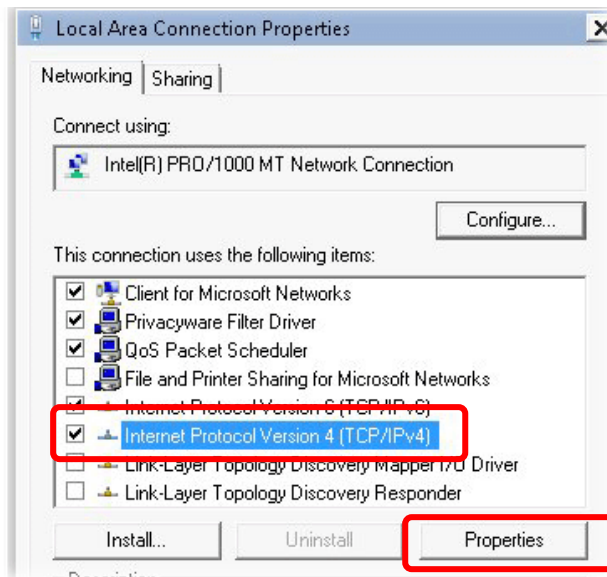 Local Area Connection Properties
Networking
Sharing
Connect using:
Intel(R) PRO/1000 MT Network Connection
Configure...
This connection uses the following items:
Client for Microsoft Networks
Privacyware Filter Driver
QoS Packet Scheduler
File and Printer Sharing for Microsoft Networks
Internet Protocol Version 6 (TCP/IPv6)
Internet Protocol Version 4 (TCP/IPv4)
Link-Layer Topology Discovery Mapper I/O Driver
Link-Layer Topology Discovery Responder
Install...
Uninstall
Properties
Description